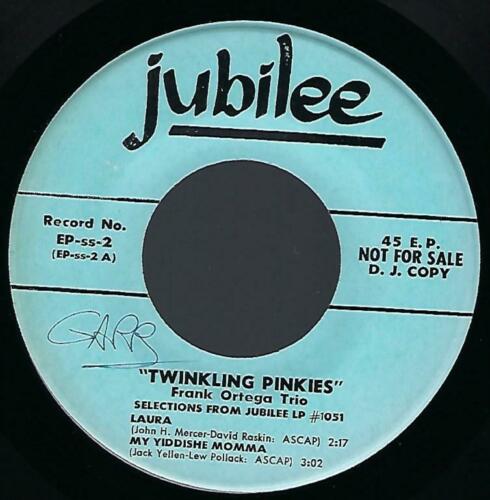 jubilee
Record No.
EP-ss-2
(EP-ss-2 A)
45 E.P.
NOT FOR SALE
D. J. COPY
GARR
"TWINKLING PINKIES"
Frank Ortega Trio
SELECTIONS FROM JUBILEE LP #1051
LAURA
(John H. Mercer-David Raskin: ASCAP) 2:17
MY YIDDISHE MOMMA
(Jack Yellen-Lew Pollack: ASCAP) 3:02